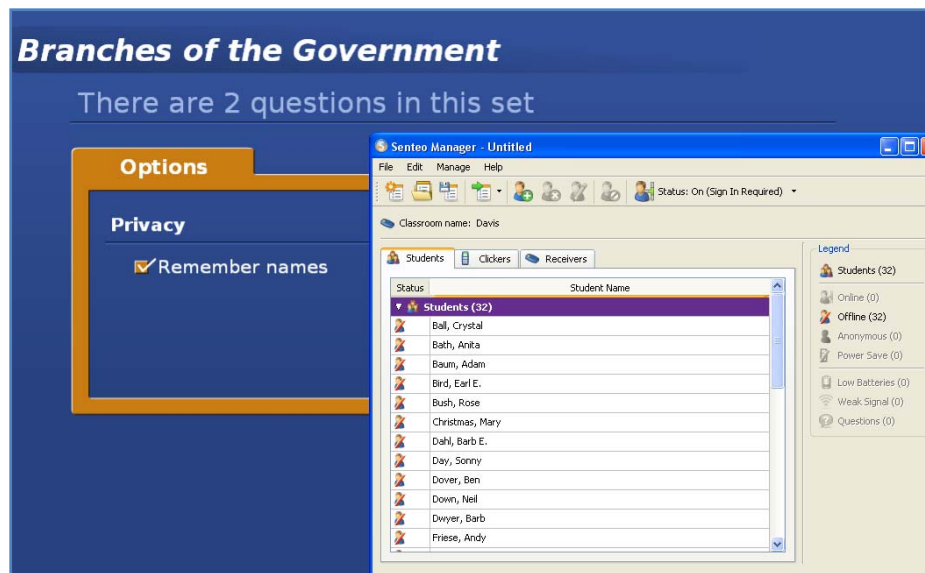 Branches of the Government
There are 2 questions in this set
Options
Privacy
Remember names
Senteo Manager - Untitled
File Edit Manage Help
Status: On (Sign In Required)
Classroom name: Davis
Students Clickers Receivers
Status Student Name
Students (32)
Ball, Crystal
Bath, Anita
Baum, Adam
Bird, Earl E.
Bush, Rose
Christmas, Mary
Dahl, Barb E.
Day, Sonny
Dover, Ben
Down, Neil
Dwyer, Barb
Friese, Andy
Legend
Students (32)
Online (0)
Offline (32)
Anonymous (0)
Power Save (0)
Low Batteries (0)
Weak Signal (0)
Questions (0)